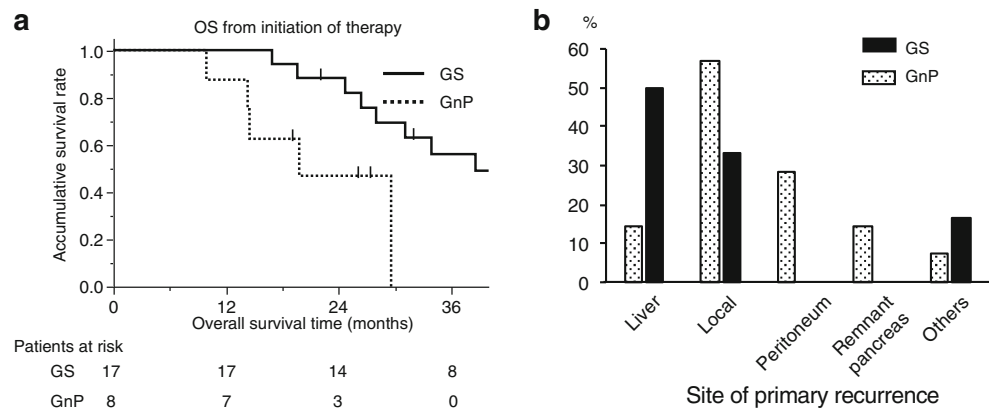 a
OS from initiation of therapy
Accumulative survival rate
1.0
0.8
0.6
0.4
0.2
0.0
GS
GnP
0 12 24 36
Overall survival time (months)
Patients at risk
GS 17 17 14 8
GnP 8 7 3 0
b
%
60
50
40
30
20
10
0
GS
GnP
Liver
Local
Peritoneum
Remnant
pancreas
Others
Site of primary recurrence